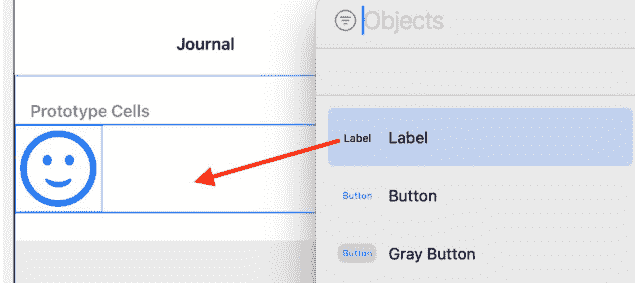 Journal
Prototype Cells
Objects
Label Label
Button Button
Button Gray Button